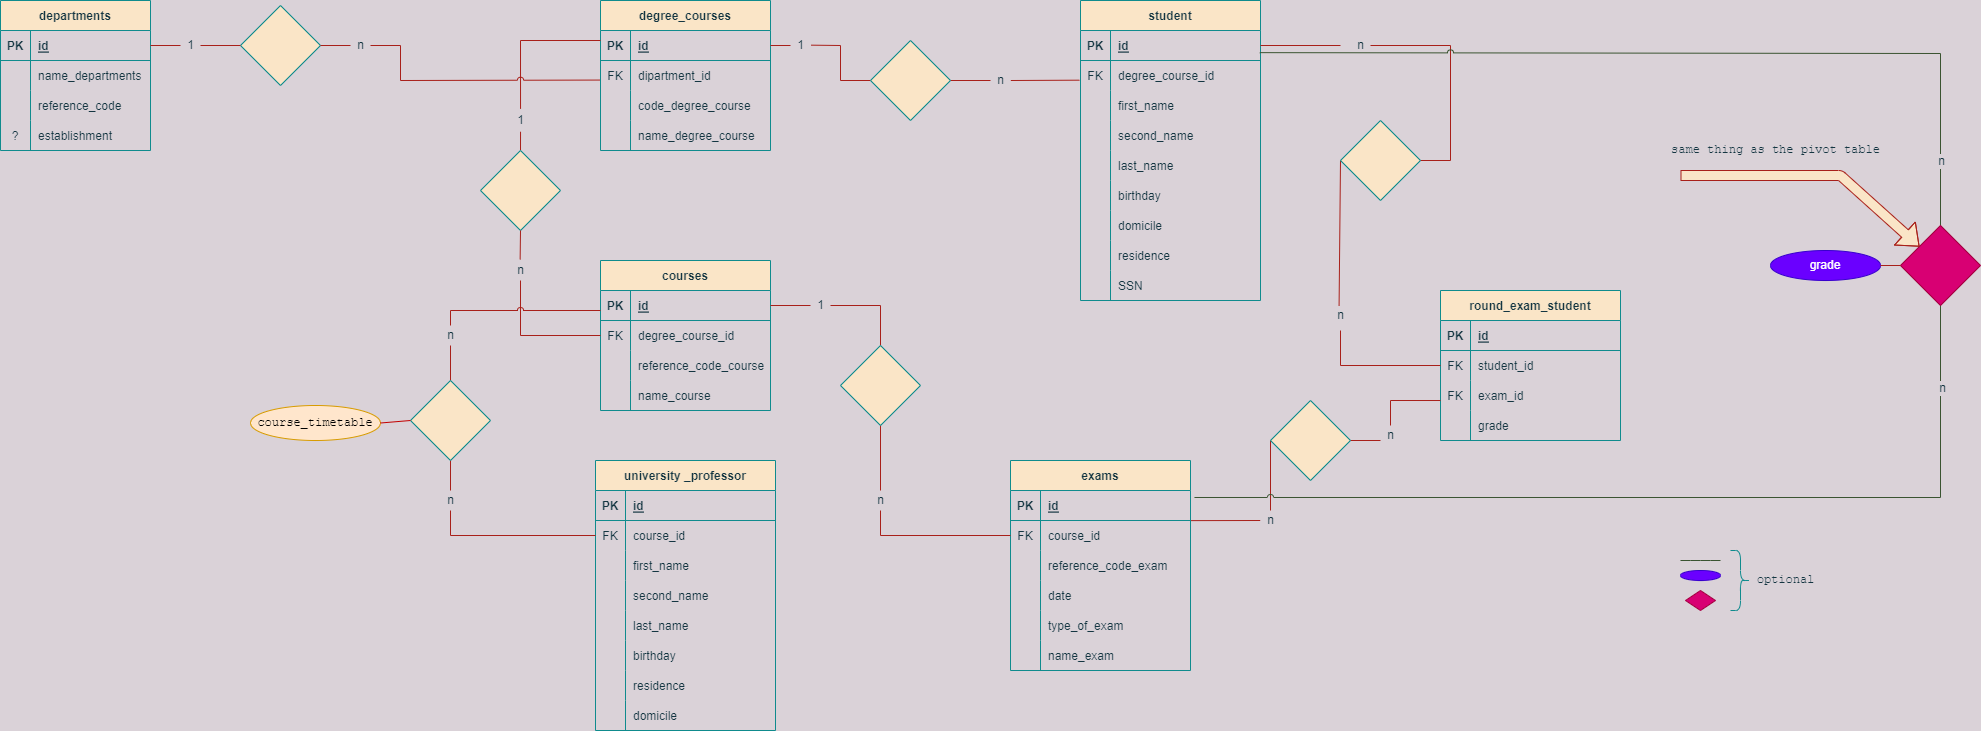 departments
PK id
name_departments
reference_code
? establishment
1
n
degree_courses
PK id
FK dipartment_id
code_degree_course
name_degree_course
1
n
1
n
student
PK id
FK degree_course_id
first_name
second_name
last_name
birthday
domicile
residence
SSN
n
n
same thing as the pivot table
n
grade
n
courses
PK id
FK degree_course_id
reference_code_course
name_course
1
n
n
course_timetable
n
university _professor
PK id
FK course_id
first_name
second_name
last_name
birthday
residence
domicile
exams
PK id
FK course_id
reference_code_exam
date
type_of_exam
name_exam
n
n
round_exam_student
PK id
FK student_id
FK exam_id
grade
optional